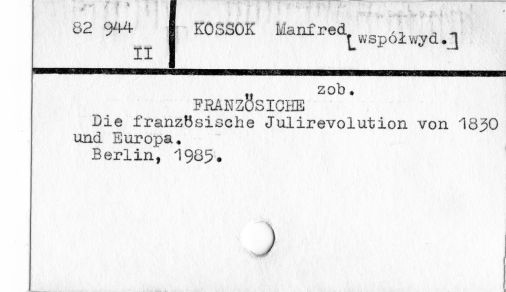 82 944
II
KOSSOK Manfred [współwyd.]
zob.
FRANZÖSICHE
Die französische Julirevolution von 1830
und Europa.
Berlin, 1985.